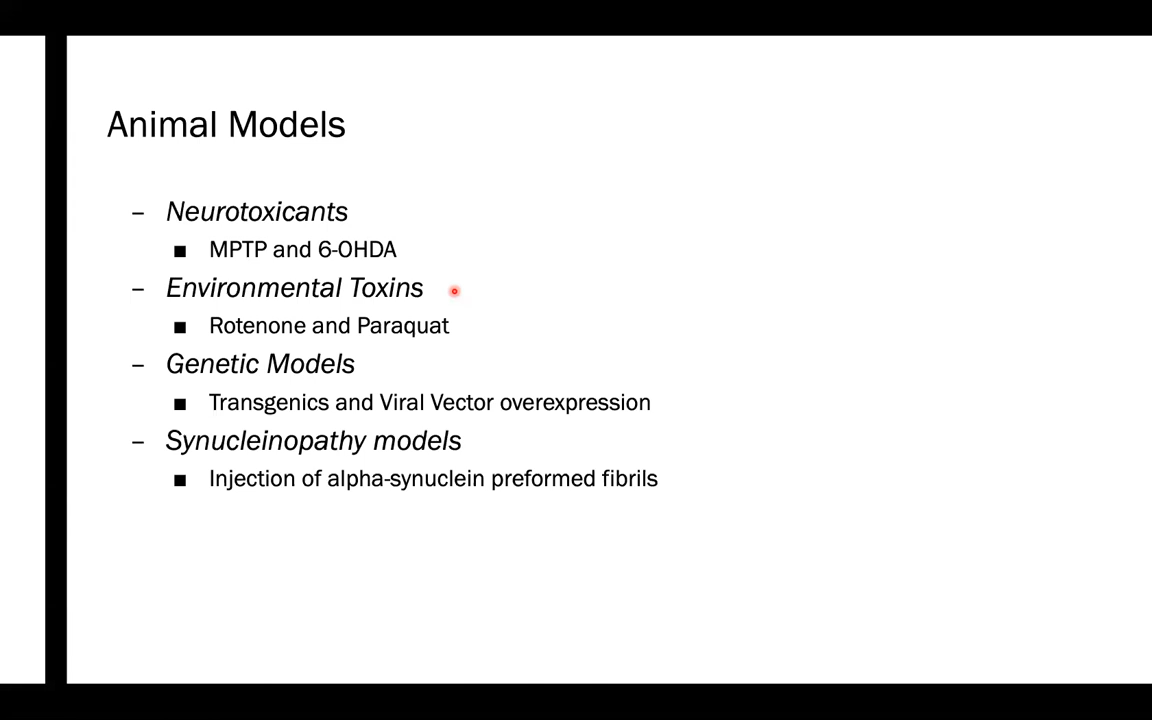 Animal Models
– Neurotoxicants
■ MPTP and 6-OHDA
– Environmental Toxins
■ Rotenone and Paraquat
– Genetic Models
■ Transgenics and Viral Vector overexpression
– Synucleinopathy models
■ Injection of alpha-synuclein preformed fibrils